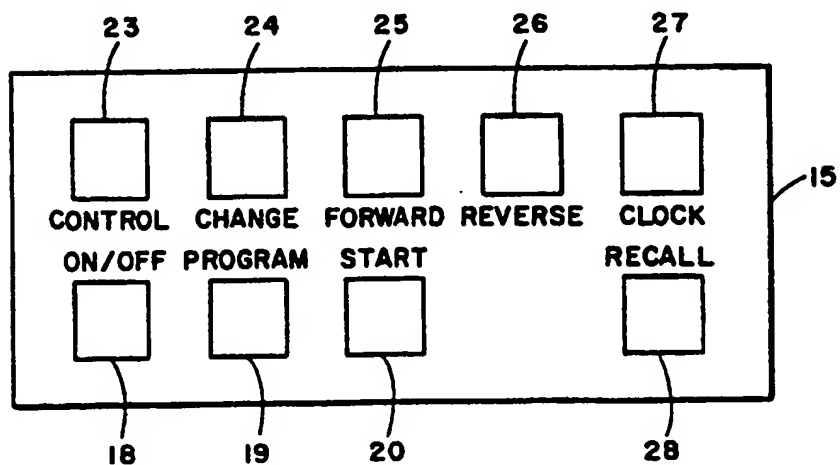 23 24 25 26 27
15
CONTROL CHANGE FORWARD REVERSE CLOCK
ON/OFF PROGRAM START RECALL
18 19 20 28